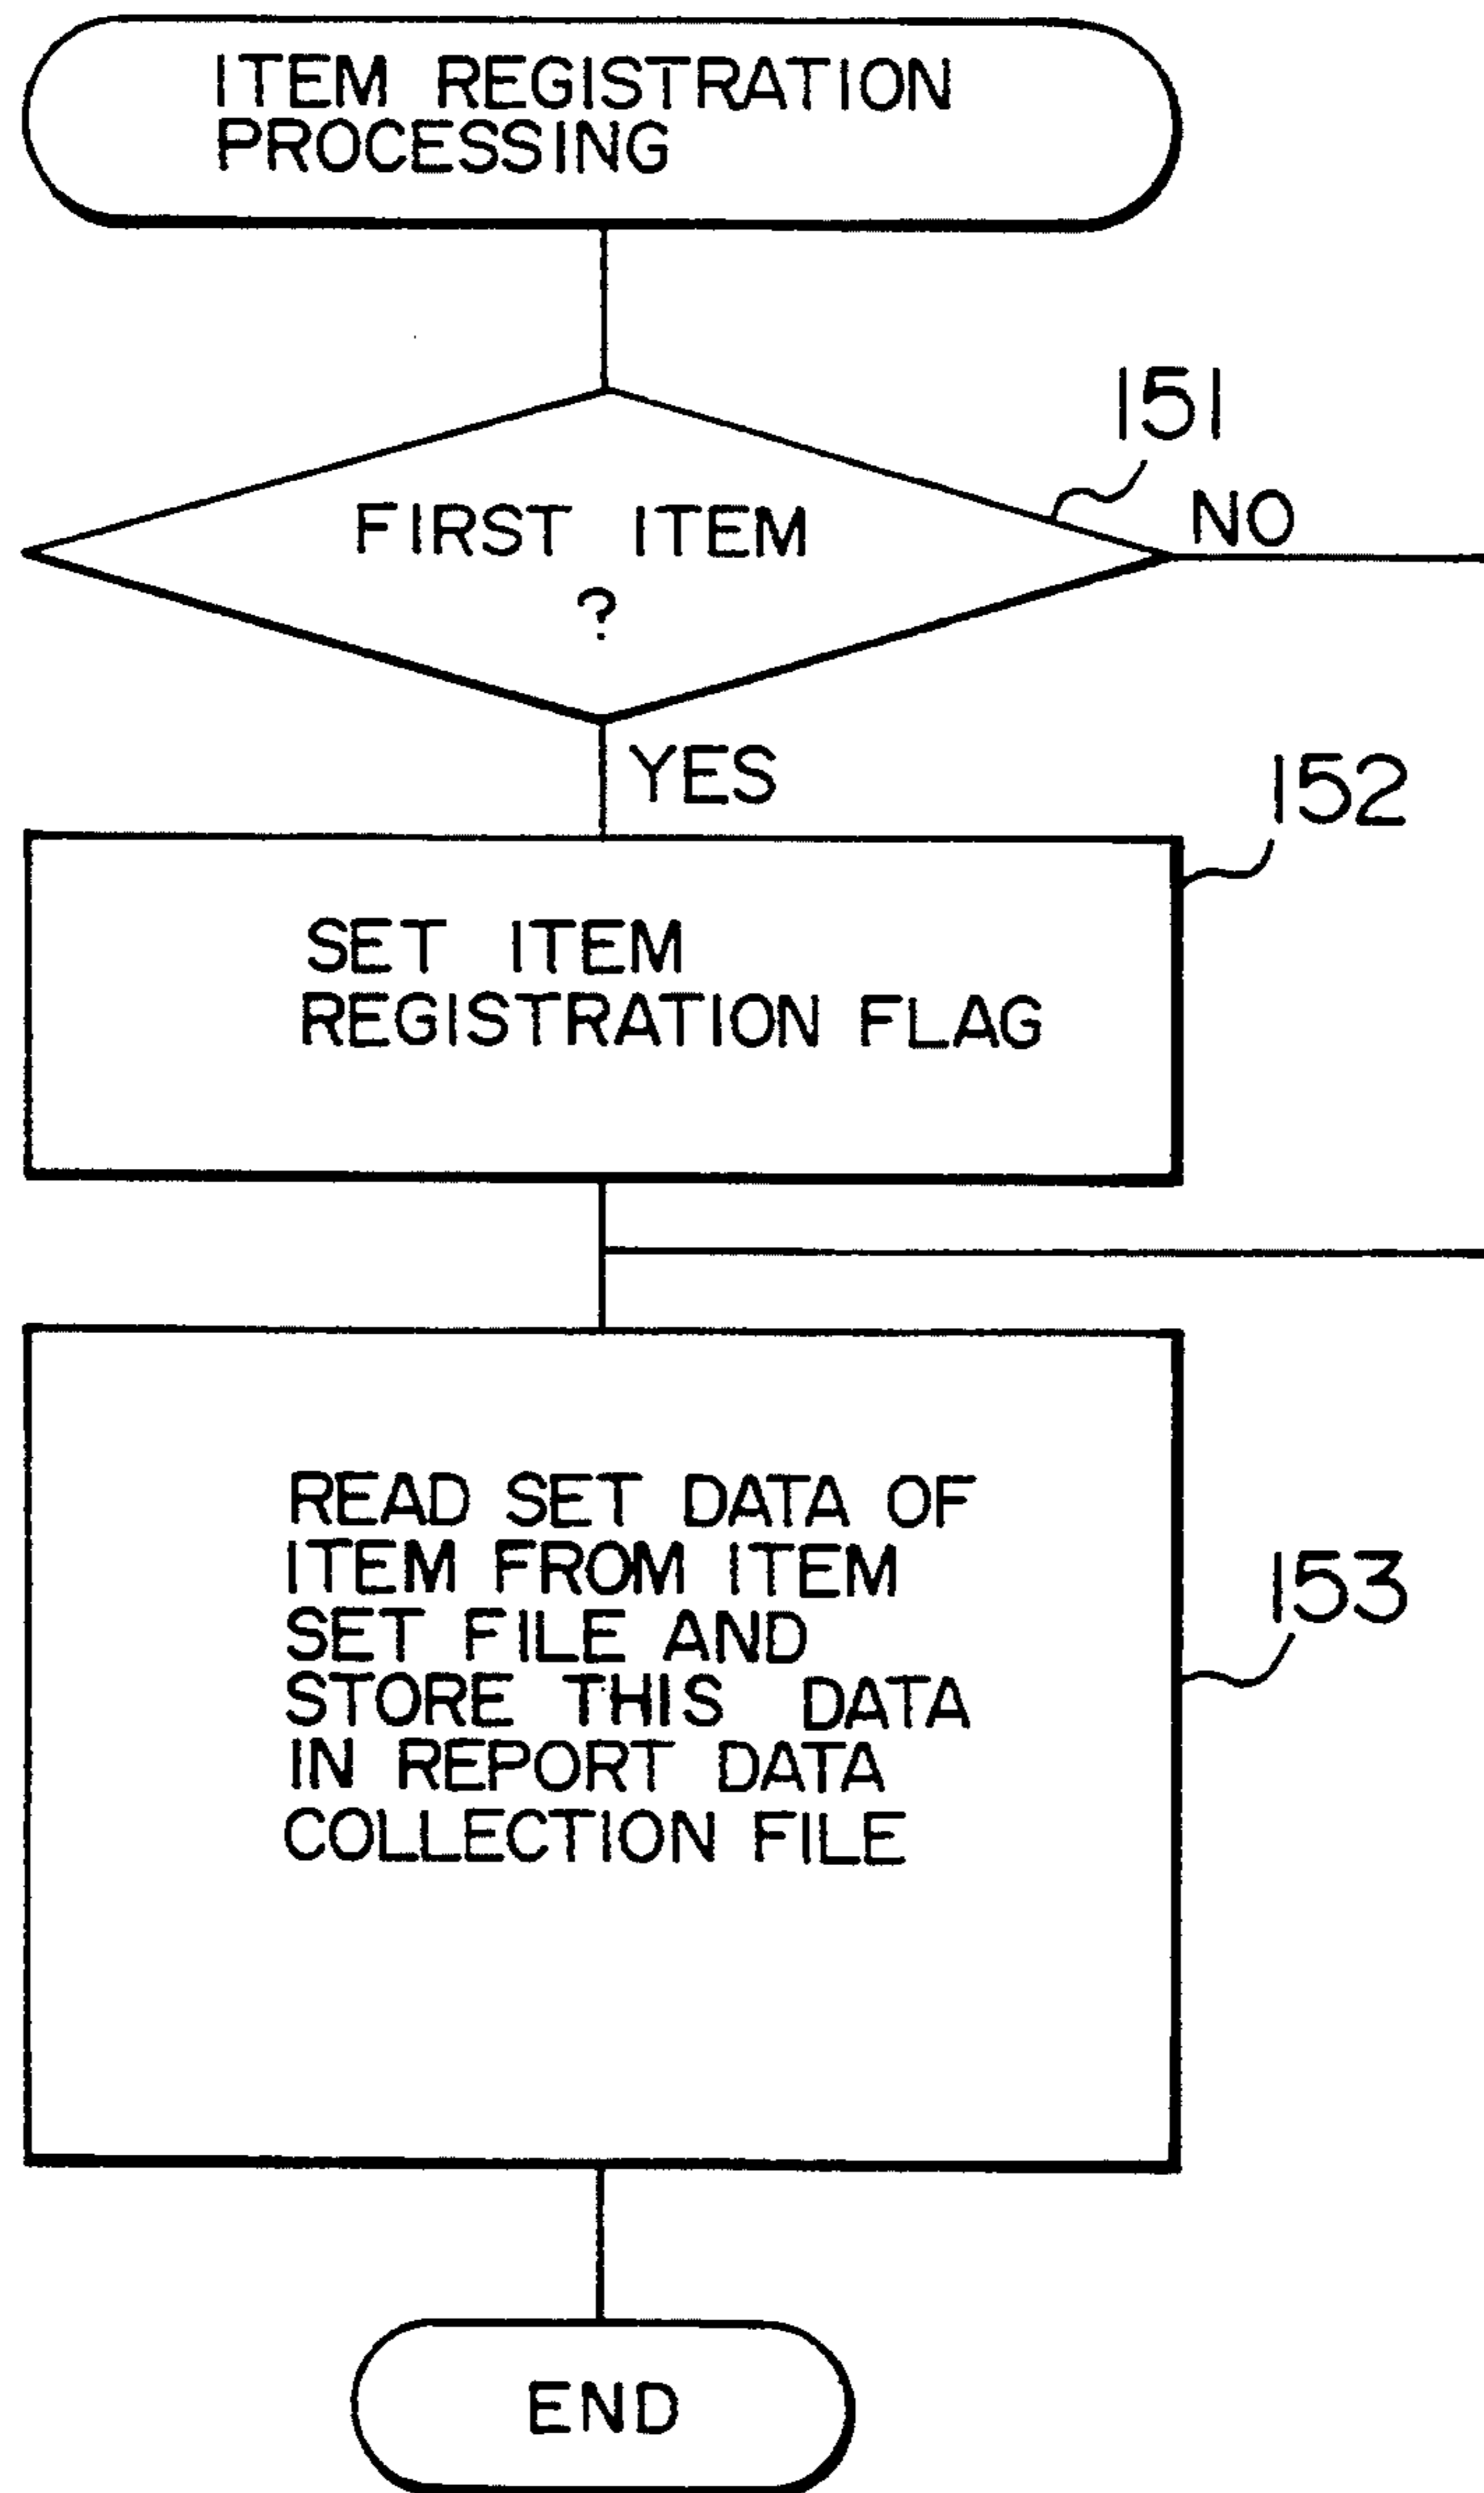 ITEM REGISTRATION
PROCESSING
151
FIRST ITEM
?
NO
YES
152
SET ITEM
REGISTRATION FLAG
READ SET DATA OF
ITEM FROM ITEM
SET FILE AND
STORE THIS DATA
IN REPORT DATA
COLLECTION FILE
153
END